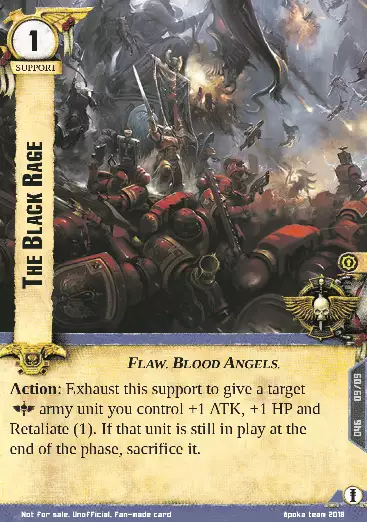 1
SUPPORT
THE BLACK RAGE
FLAW. BLOOD ANGELS.
Action: Exhaust this support to give a target
army unit you control +1 ATK, +1 HP and
Retaliate (1). If that unit is still in play at the
end of the phase, sacrifice it.
046 09/09
Not for sale. Unofficial. Fan-made card
Apoka team 2018